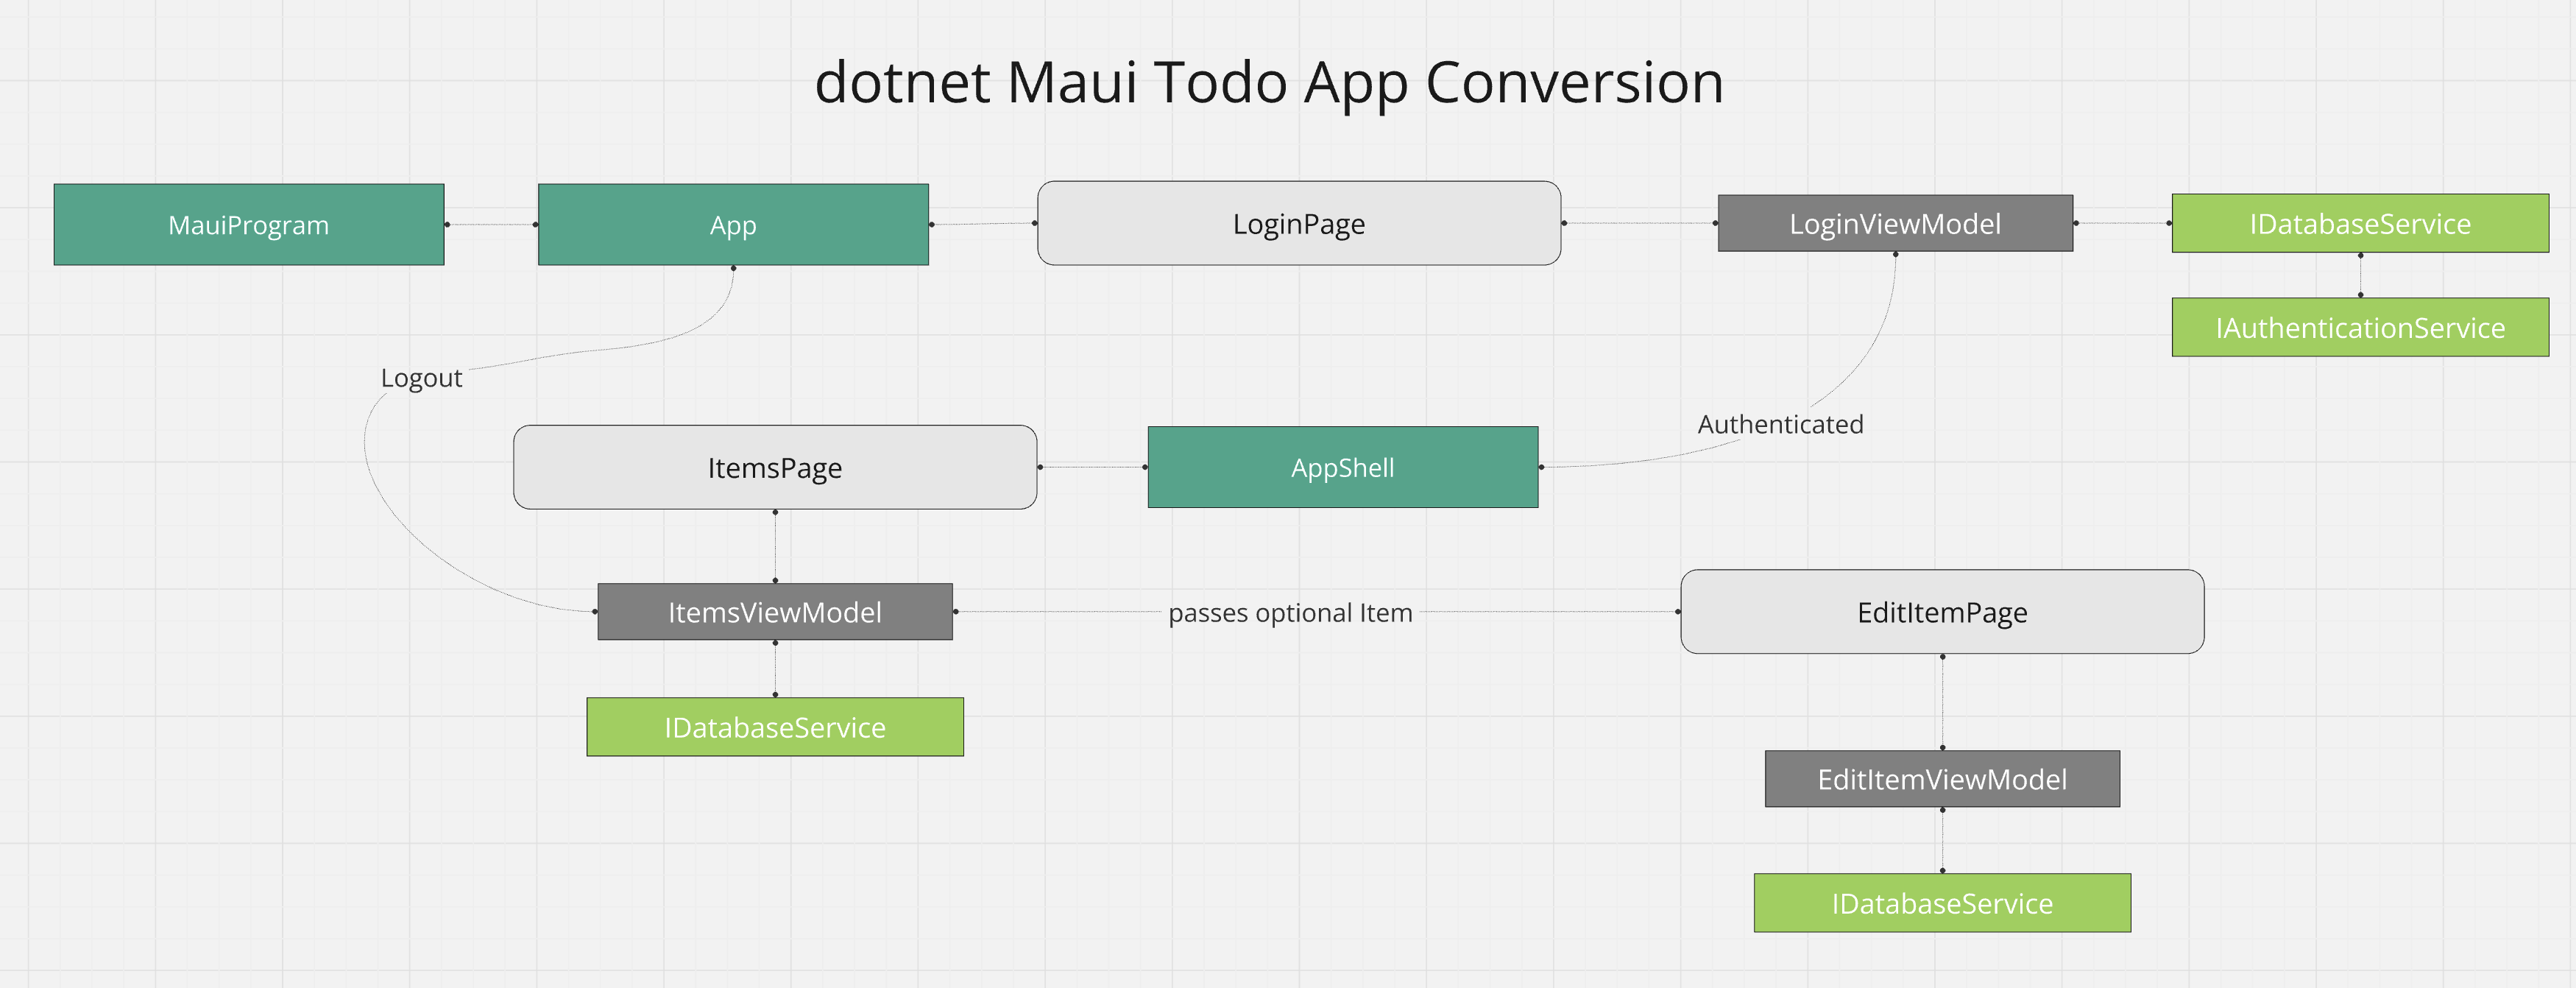 dotnet Maui Todo App Conversion
MauiProgram
App
LoginPage
LoginViewModel
IDatabaseService
IAuthenticationService
Logout
Authenticated
ItemsPage
AppShell
ItemsViewModel
passes optional Item
EditItemPage
IDatabaseService
EditItemViewModel
IDatabaseService